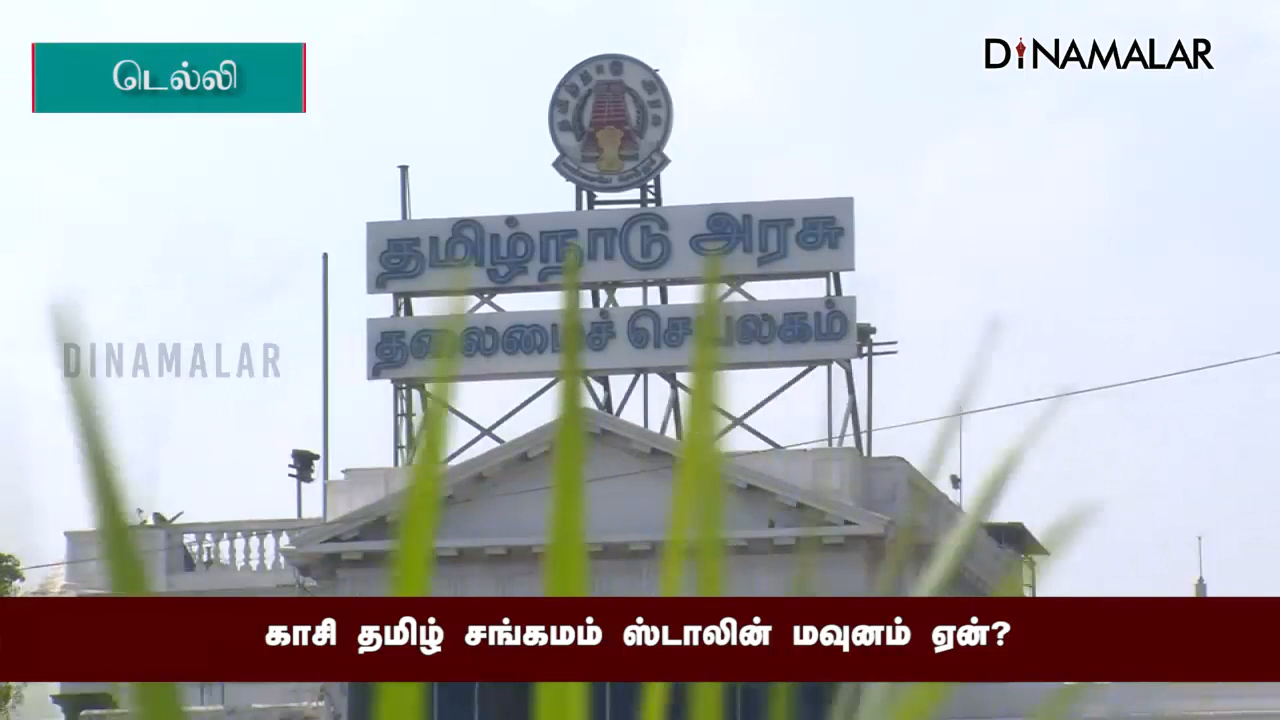 டெல்லி
DINAMALAR
தமிழ்நாடு அரசு
தலைமைச் செயலகம்
DINAMALAR
காசி தமிழ் சங்கமம் ஸ்டாலின் மவுனம் ஏன்?